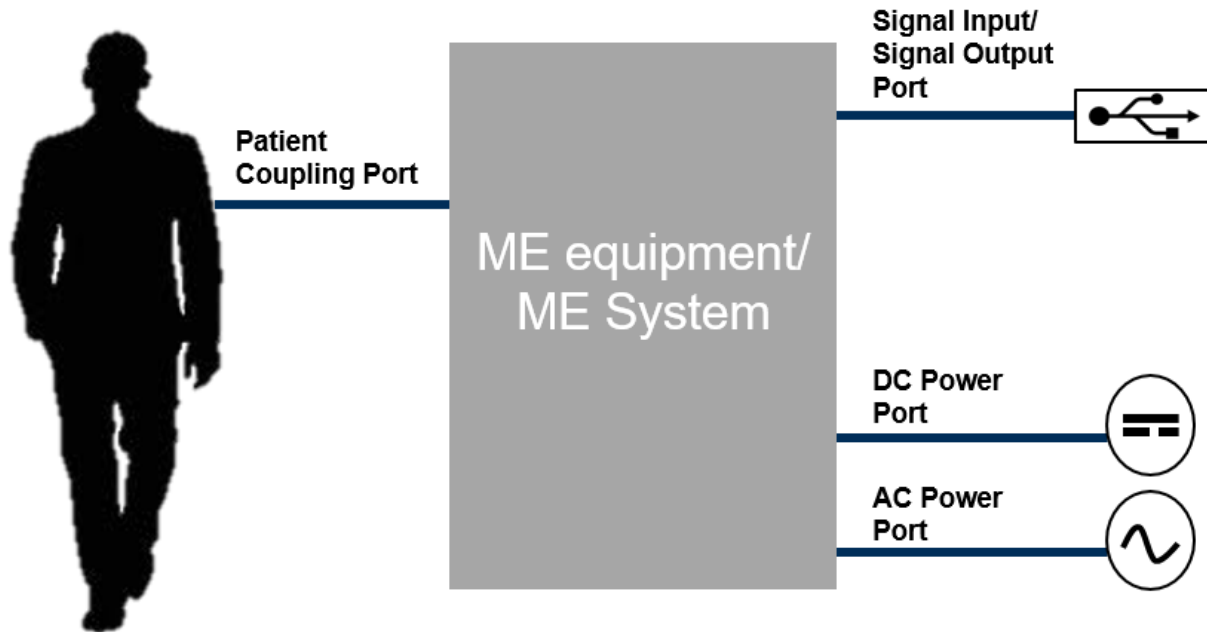 Patient
Coupling Port
ME equipment/
ME System
Signal Input/
Signal Output
Port
DC Power
Port
AC Power
Port